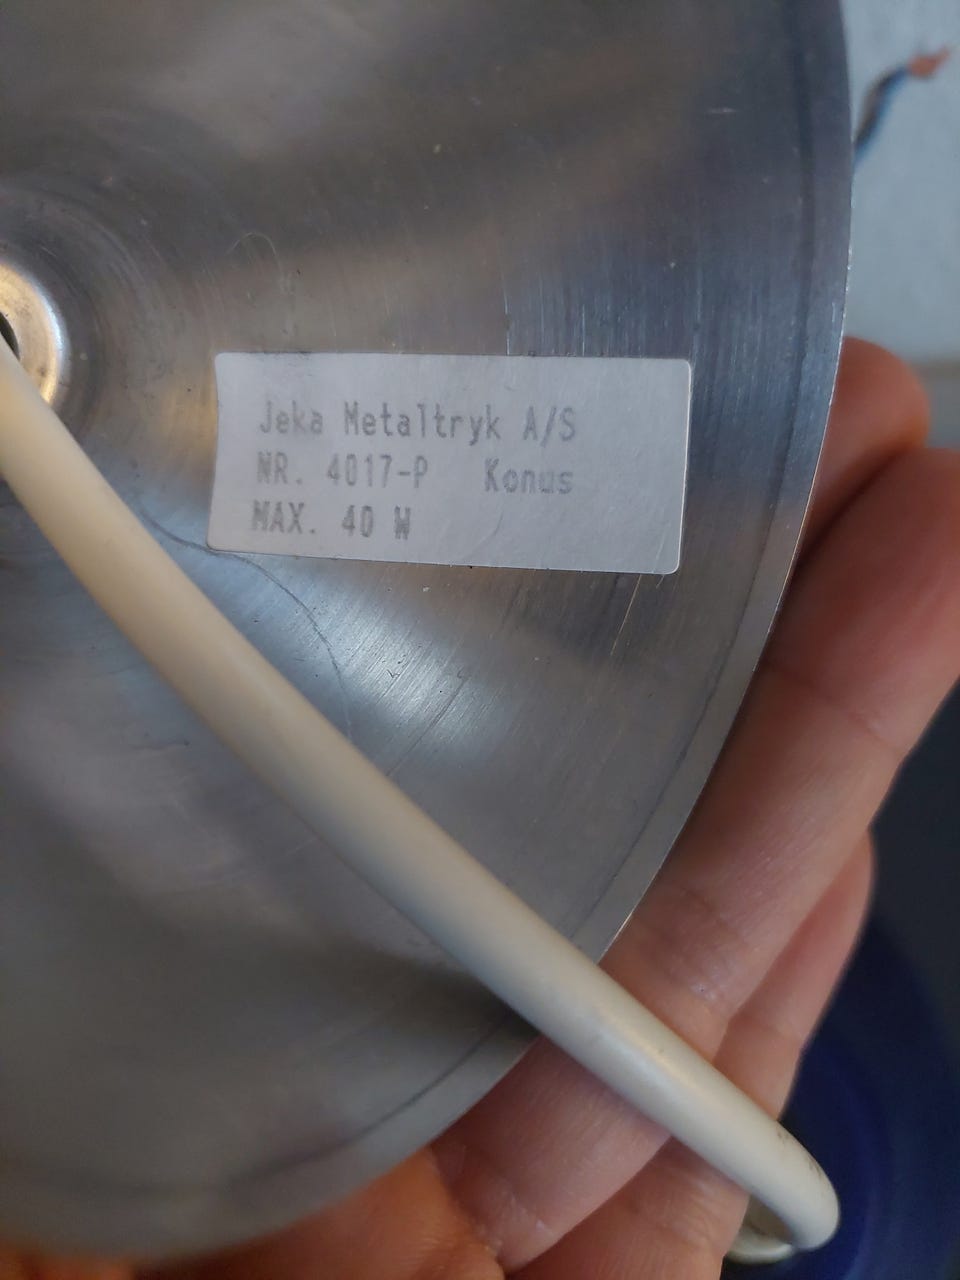 Jeka Metaltryk A/S
NR. 4017-P Konus
MAX. 40 W